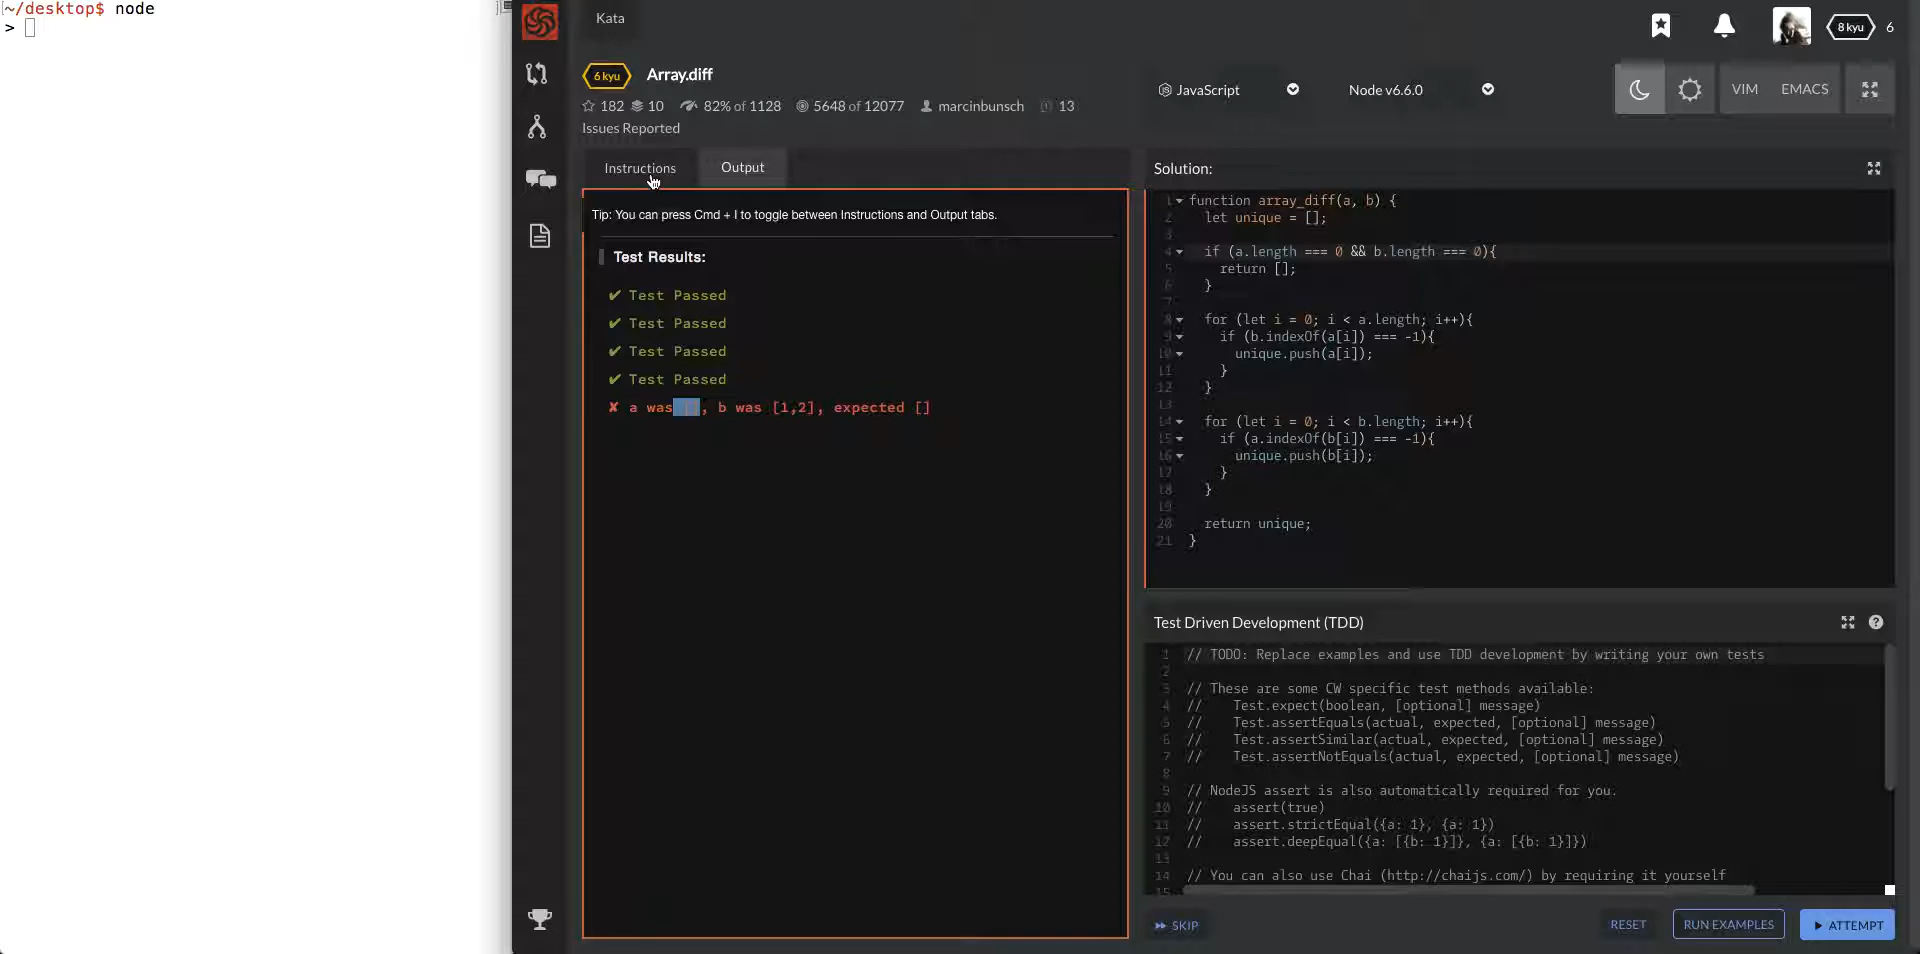 ~/desktop$ node
>
Kata
8 kyu
6
6 kyu
Array.diff
182 10 82% of 1128 5648 of 12077 marcinbunsch 13
Issues Reported
JavaScript
Node v6.6.0
VIM
EMACS
Instructions
Output
Tip: You can press Cmd + I to toggle between Instructions and Output tabs.
Test Results:
✔ Test Passed
✔ Test Passed
✔ Test Passed
✔ Test Passed
✘ a was [], b was [1,2], expected []
Solution:
1 function array_diff(a, b) {
2 let unique = [];
3
4 if (a.length === 0 && b.length === 0){
5 return [];
6 }
7
8 for (let i = 0; i < a.length; i++){
9 if (b.indexOf(a[i]) === -1){
10 unique.push(a[i]);
11 }
12 }
13
14 for (let i = 0; i < b.length; i++){
15 if (a.indexOf(b[i]) === -1){
16 unique.push(b[i]);
17 }
18 }
19
20 return unique;
21 }
Test Driven Development (TDD)
1 // TODO: Replace examples and use TDD development by writing your own tests
2
3 // These are some CW specific test methods available:
4 // Test.expect(boolean, [optional] message)
5 // Test.assertEquals(actual, expected, [optional] message)
6 // Test.assertSimilar(actual, expected, [optional] message)
7 // Test.assertNotEquals(actual, expected, [optional] message)
8
9 // NodeJS assert is also automatically required for you.
10 // assert(true)
11 // assert.strictEqual({a: 1}, {a: 1})
12 // assert.deepEqual({a: [{b: 1}]}, {a: [{b: 1}]})
13
14 // You can also use Chai (http://chaijs.com/) by requiring it yourself
15
SKIP
RESET
RUN EXAMPLES
ATTEMPT